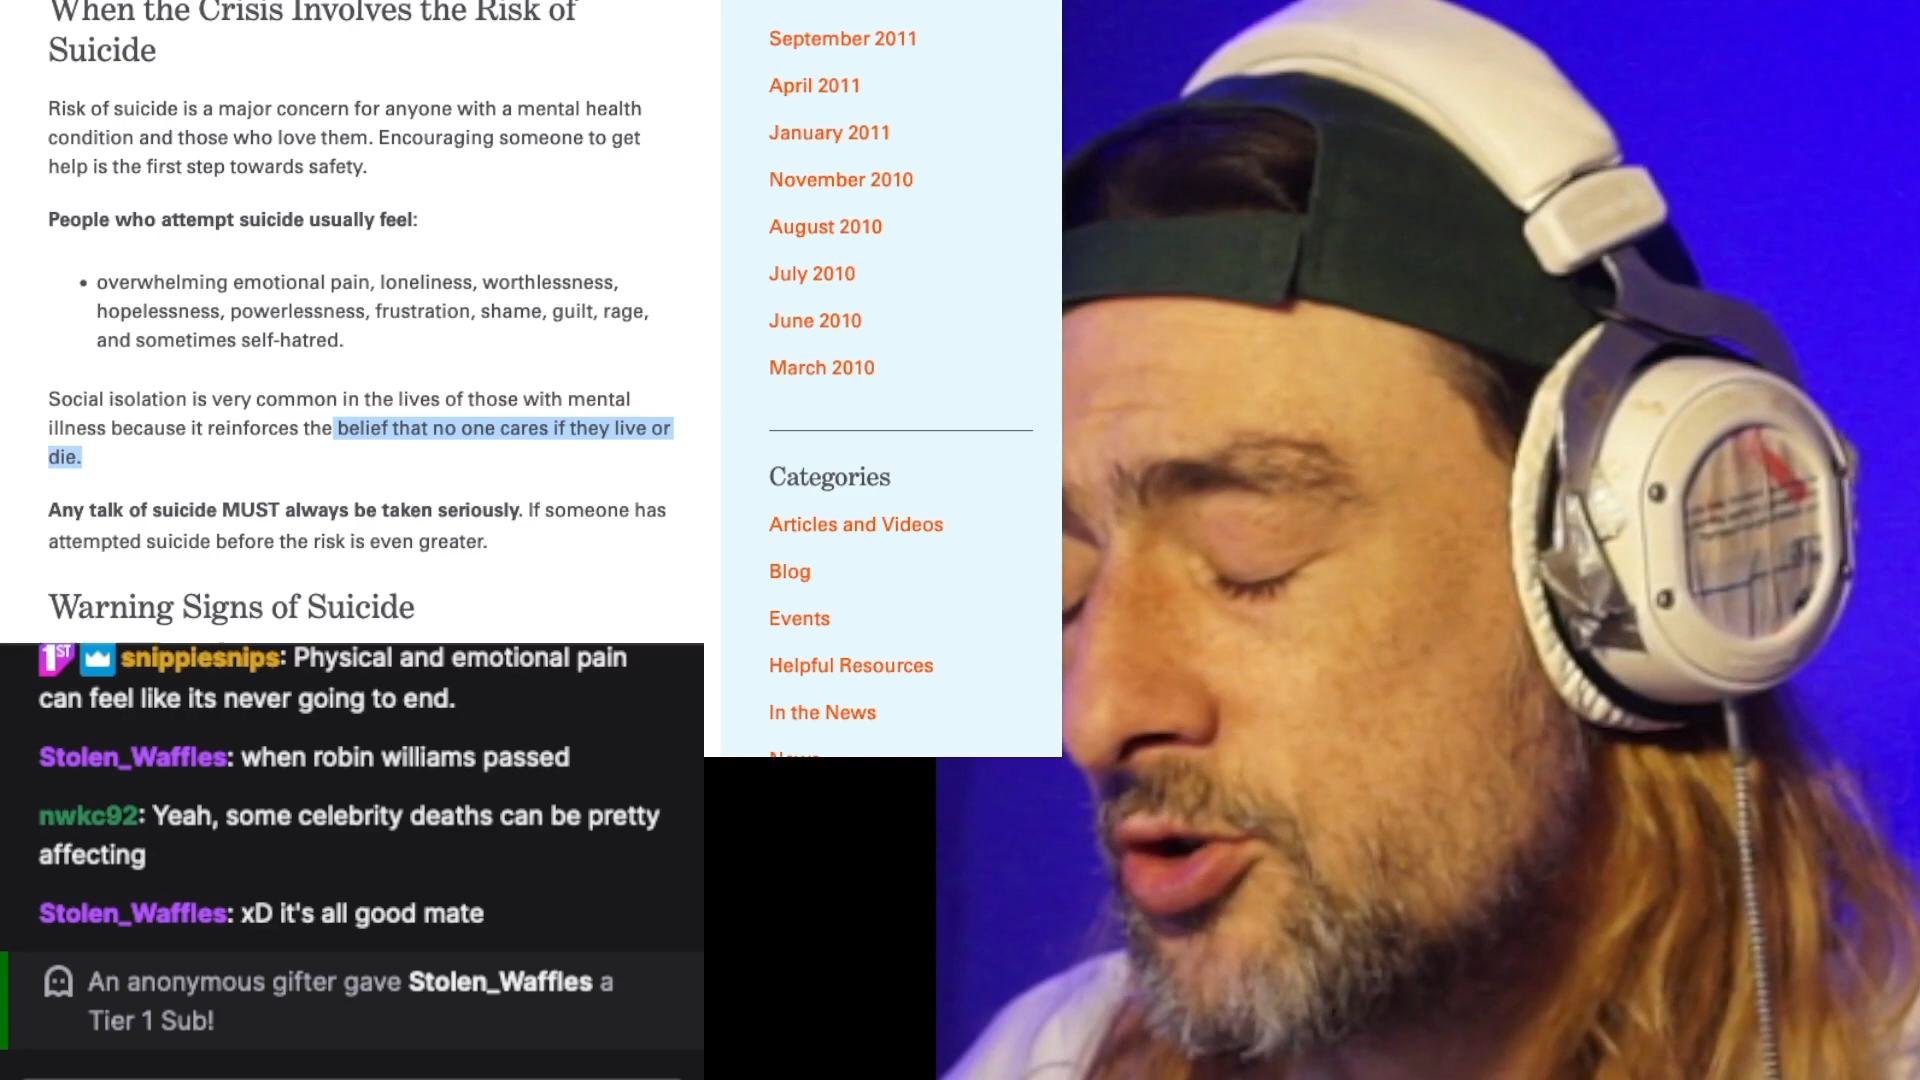 When the Crisis Involves the Risk of
Suicide
Risk of suicide is a major concern for anyone with a mental health
condition and those who love them. Encouraging someone to get
help is the first step towards safety.
People who attempt suicide usually feel:
• overwhelming emotional pain, loneliness, worthlessness,
hopelessness, powerlessness, frustration, shame, guilt, rage,
and sometimes self-hatred.
Social isolation is very common in the lives of those with mental
illness because it reinforces the belief that no one cares if they live or
die.
Any talk of suicide MUST always be taken seriously. If someone has
attempted suicide before the risk is even greater.
Warning Signs of Suicide
September 2011
April 2011
January 2011
November 2010
August 2010
July 2010
June 2010
March 2010
Categories
Articles and Videos
Blog
Events
Helpful Resources
In the News
1ST snippiesnips: Physical and emotional pain
can feel like its never going to end.
Stolen_Waffles: when robin williams passed
nwkc92: Yeah, some celebrity deaths can be pretty
affecting
Stolen_Waffles: xD it's all good mate
An anonymous gifter gave Stolen_Waffles a
Tier 1 Sub!